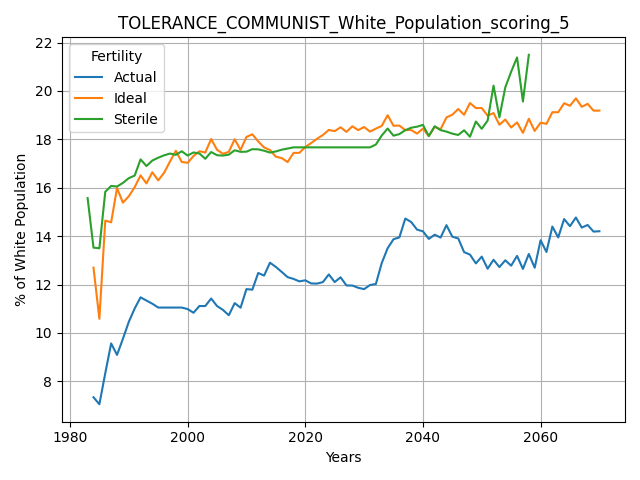 TOLERANCE_COMMUNIST_White_Population_scoring_5
Fertility
Actual
Ideal
Sterile
% of White Population
22
20
18
16
14
12
10
8
1980
2000
2020
2040
2060
Years